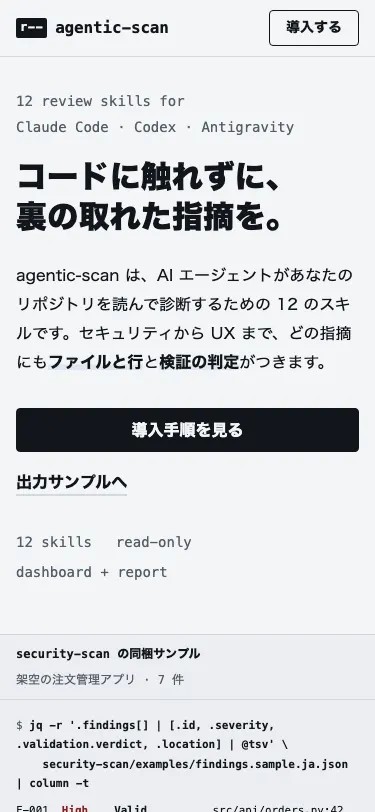 r-- agentic-scan 導入する
12 review skills for
Claude Code · Codex · Antigravity
コードに触れずに、
裏の取れた指摘を。
agentic-scan は、AI エージェントがあなたの
リポジトリを読んで診断するための 12 のスキ
ルです。セキュリティから UX まで、どの指摘
にもファイルと行と検証の判定がつきます。
導入手順を見る
出力サンプルへ
12 skills read-only
dashboard + report
security-scan の同梱サンプル
架空の注文管理アプリ · 7 件
$ jq -r '.findings[] | [.id, .severity,
.validation.verdict, .location] | @tsv' \
security-scan/examples/findings.sample.ja.json
| column -t
F-001 High Valid src/api/orders.py:42